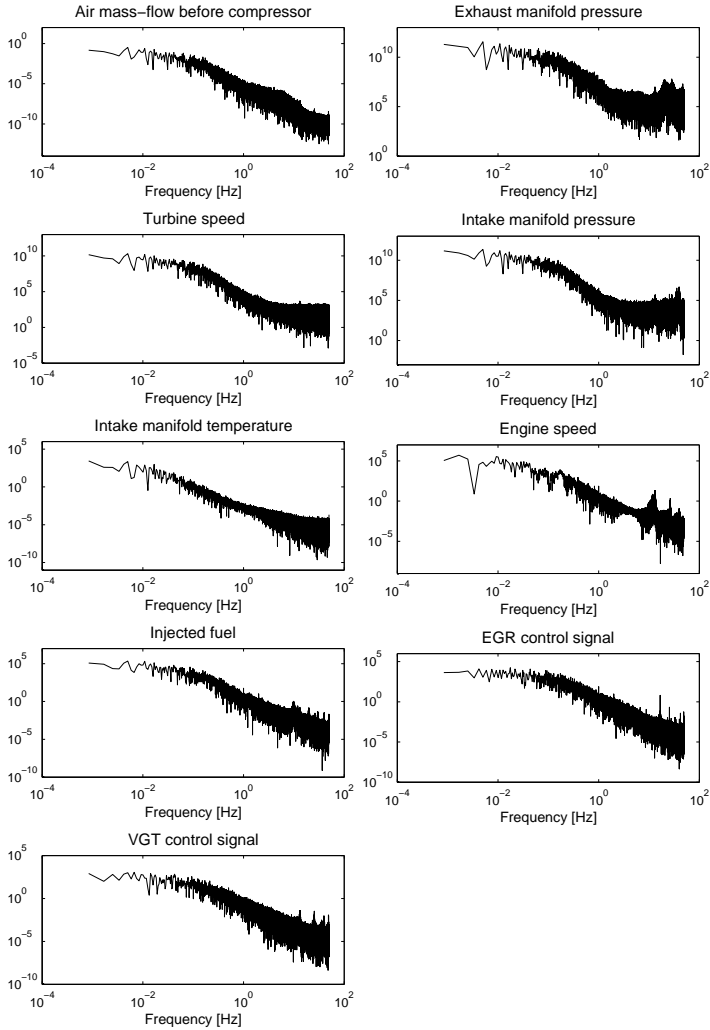 Air mass−flow before compressor
10^0
10^−5
10^−10
10^−4 10^−2 10^0 10^2
Frequency [Hz]
Exhaust manifold pressure
10^10
10^5
10^0
10^−4 10^−2 10^0 10^2
Frequency [Hz]
Turbine speed
10^10
10^5
10^0
10^−5
10^−4 10^−2 10^0 10^2
Frequency [Hz]
Intake manifold pressure
10^10
10^5
10^0
10^−4 10^−2 10^0 10^2
Frequency [Hz]
Intake manifold temperature
10^5
10^0
10^−5
10^−10
10^−4 10^−2 10^0 10^2
Frequency [Hz]
Engine speed
10^5
10^0
10^−5
10^−4 10^−2 10^0 10^2
Frequency [Hz]
Injected fuel
10^5
10^0
10^−5
10^−10
10^−4 10^−2 10^0 10^2
Frequency [Hz]
EGR control signal
10^5
10^0
10^−5
10^−10
10^−4 10^−2 10^0 10^2
Frequency [Hz]
VGT control signal
10^5
10^0
10^−5
10^−10
10^−4 10^−2 10^0 10^2
Frequency [Hz]